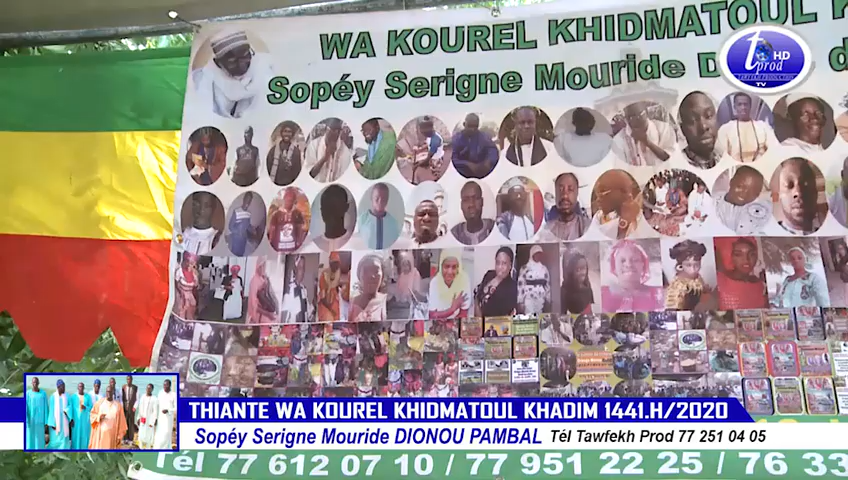 WA KOUREL KHIDMATOUL
Sopéy Serigne Mouride
HD
prod
TV
THIANTE WA KOUREL KHIDMATOUL KHADIM 1441.H/2020
Sopéy Serigne Mouride DIONOU PAMBAL Tél Tawfekh Prod 77 251 04 05
Tél 77 612 07 10 / 77 951 22 25 / 76 33